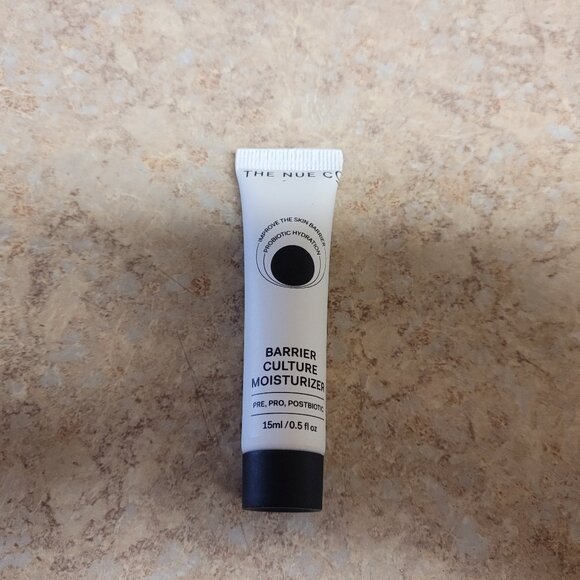 THE NUE CO
IMPROVE THE SKIN BARRIER
PROBIOTIC HYDRATION
BARRIER
CULTURE
MOISTURIZER
PRE, PRO, POSTBIOTIC
15ml/0.5 fl oz